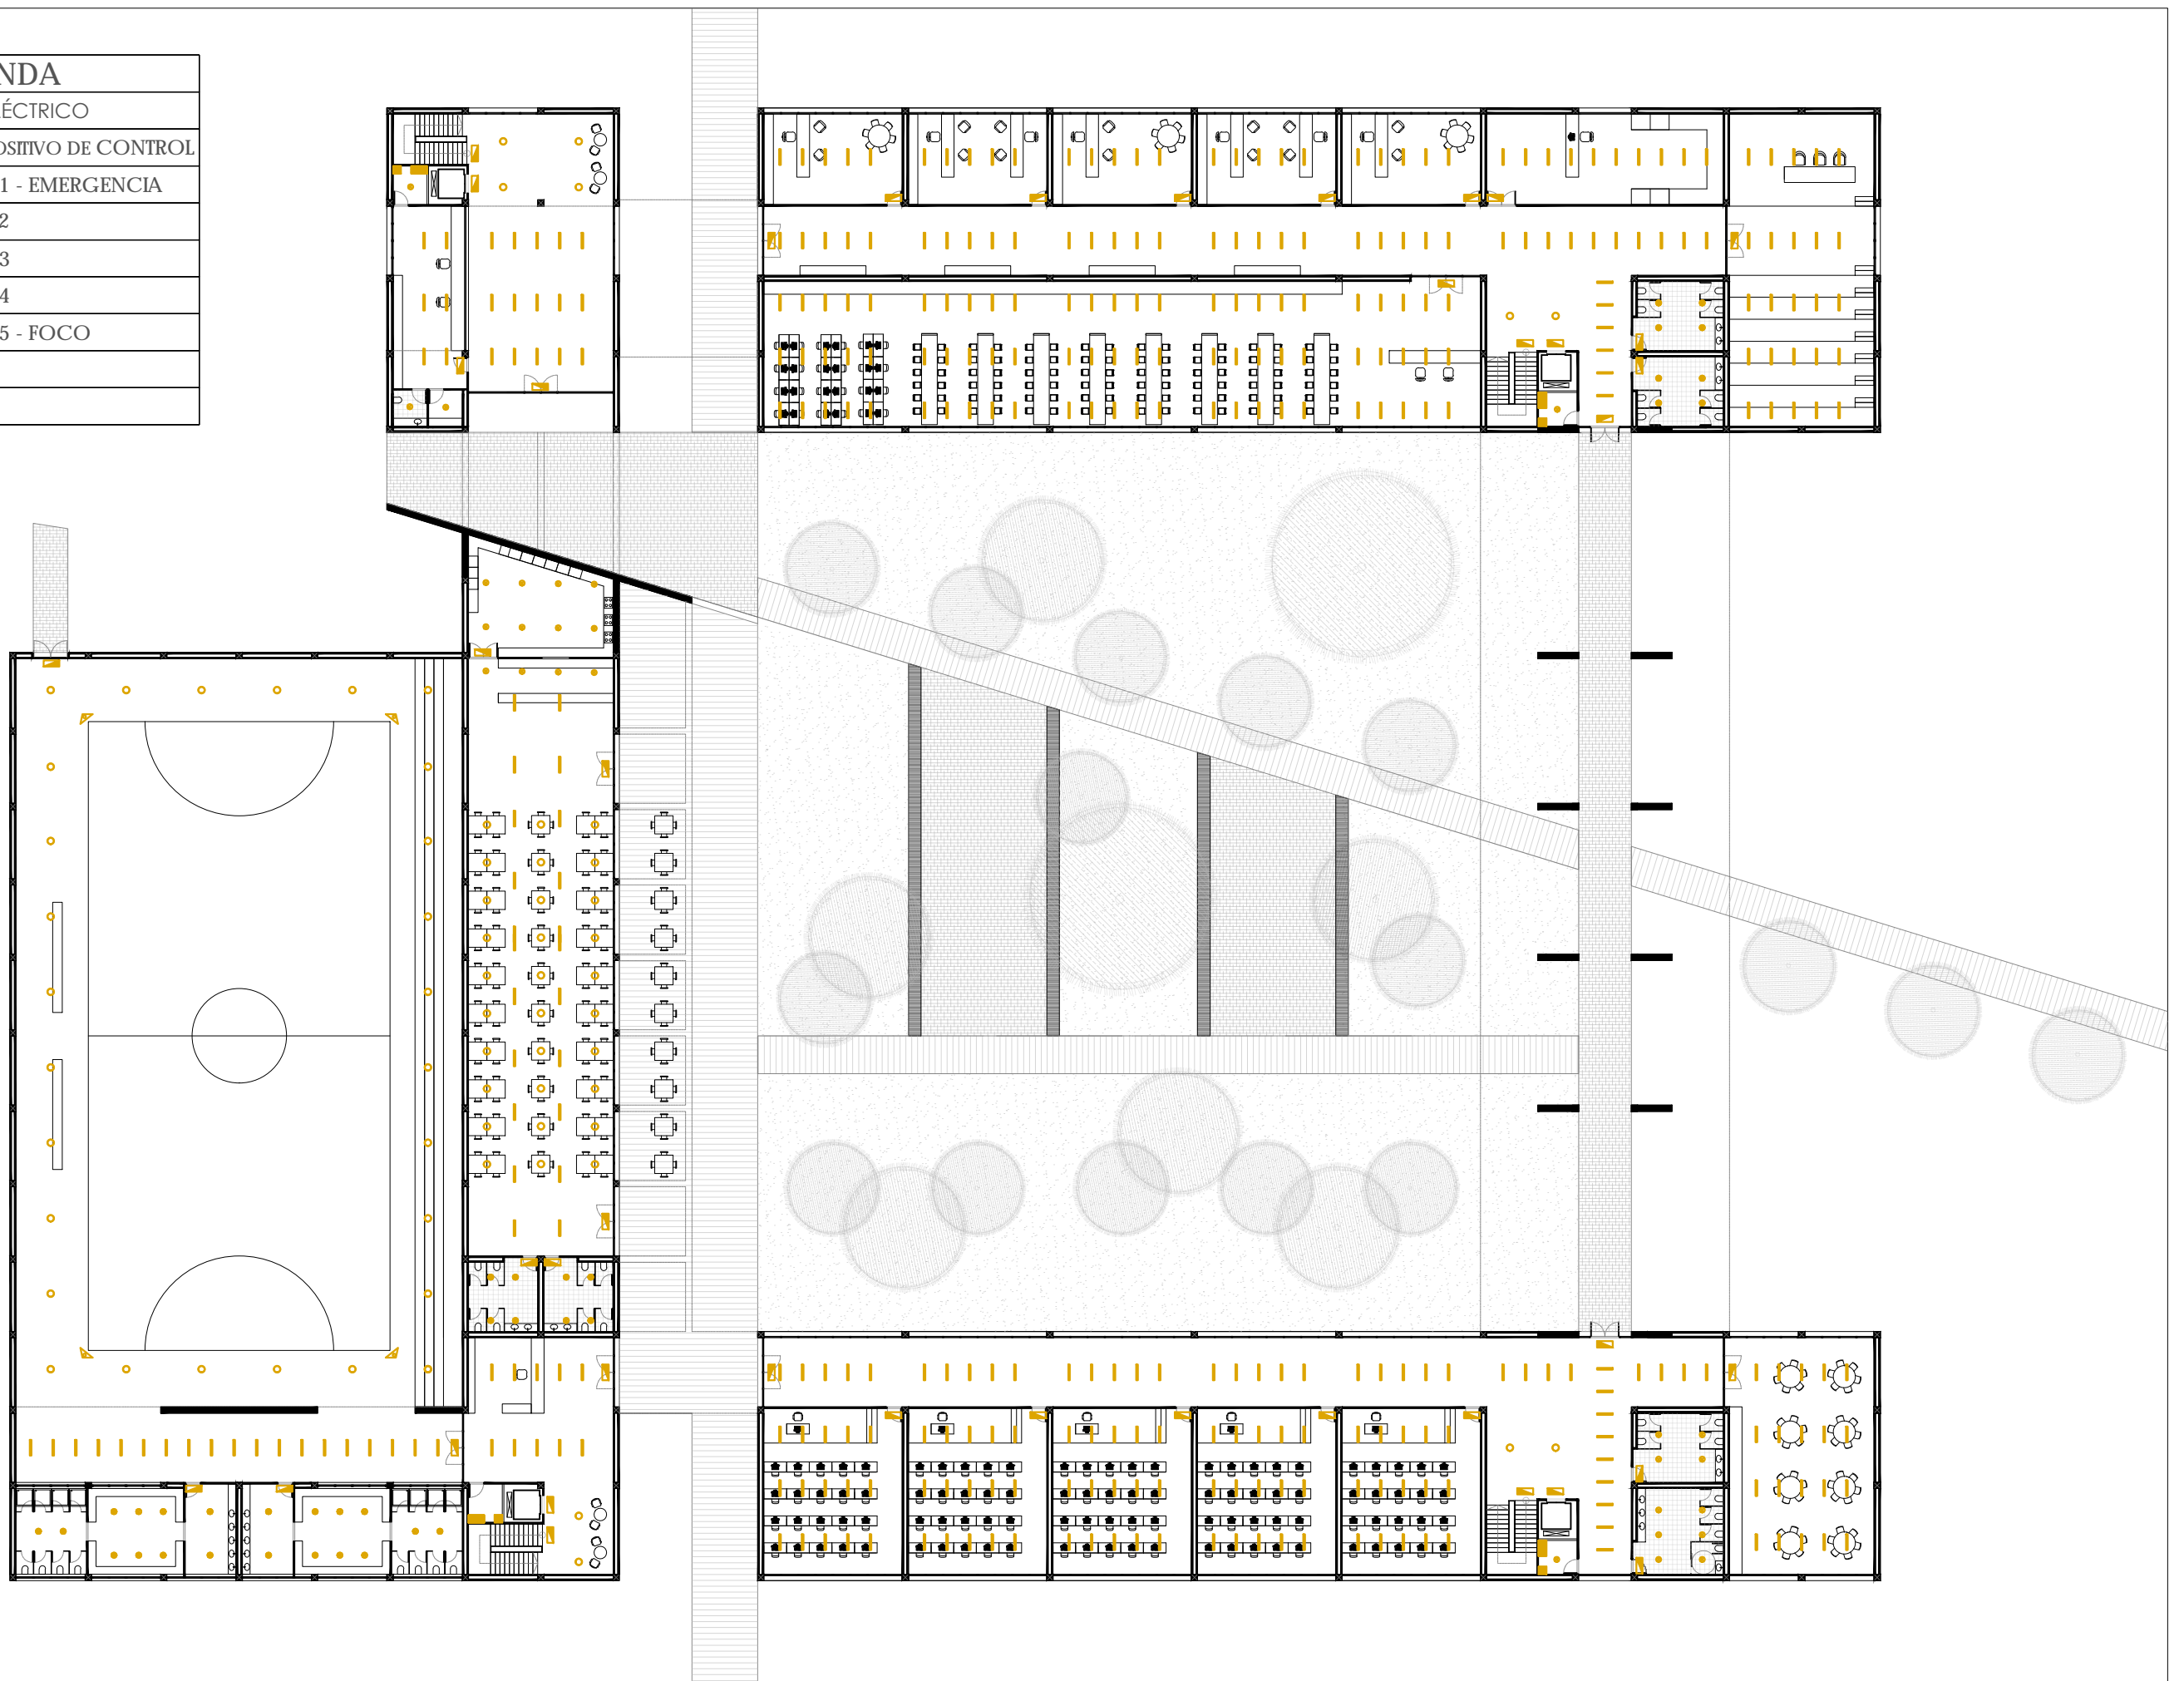 NDA
ÉCTRICO
OSITIVO DE CONTROL
1 - EMERGENCIA
2
3
4
5 - FOCO